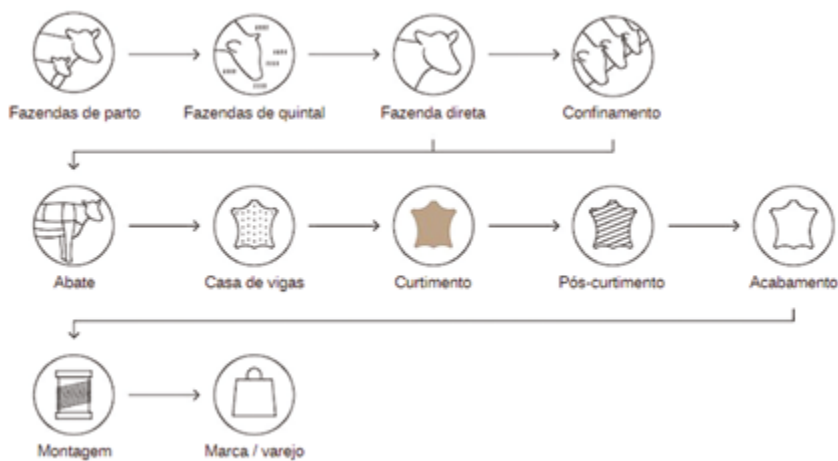 Fazendas de parto
Fazendas de quintal
Fazenda direta
Confinamento
Abate
Casa de vigas
Curtimento
Pós-curtimento
Acabamento
Montagem
Marca / varejo